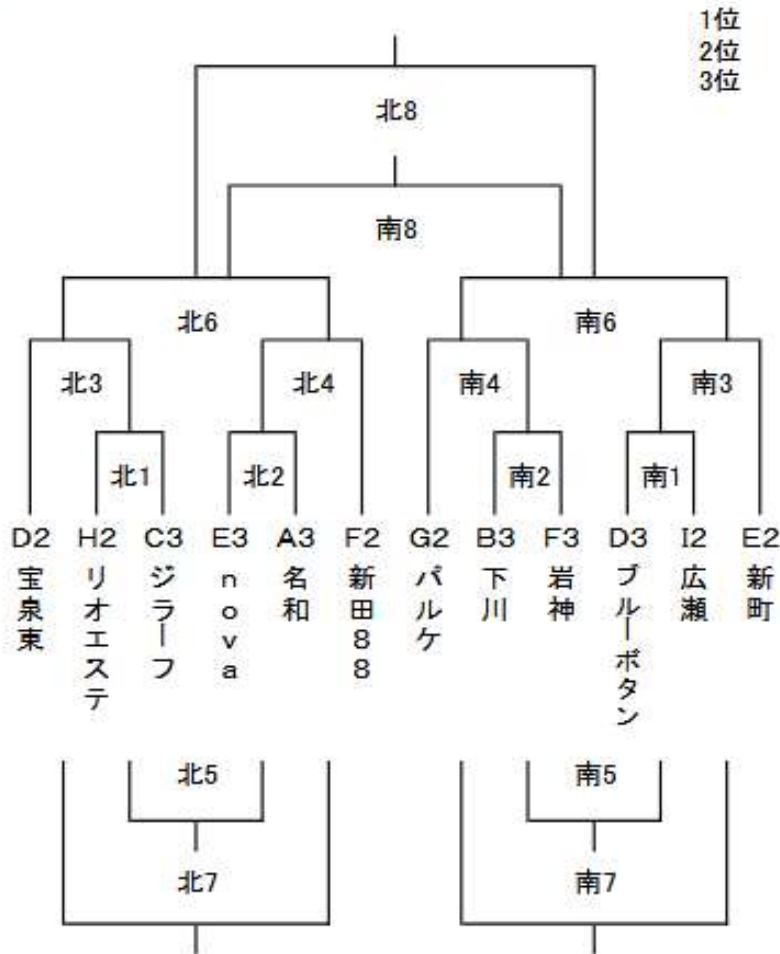 1位
2位
3位
北8
南8
北6 南6
北3 北4 南4 南3
北1 北2 南2 南1
D2 H2 C3 E3 A3 F2 G2 B3 F3 D3 I2 E2
宝泉東
リオエステ
ジラーフ
nova
名和
新田88
パルケ
下川
岩神
ブルーボタン
広瀬
新町
北5 南5
北7 南7